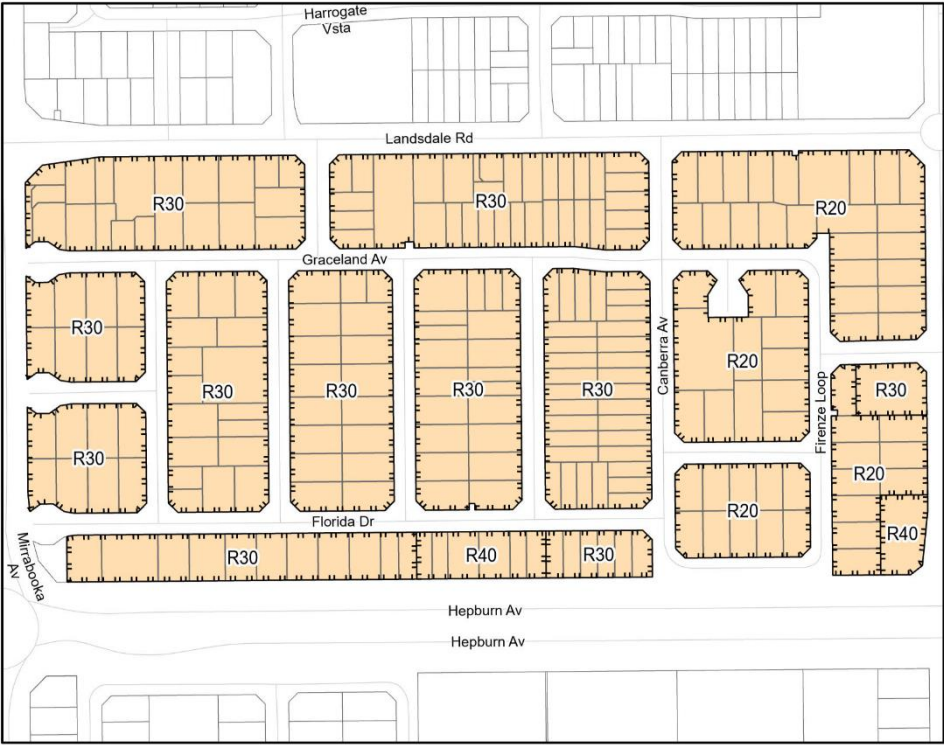 Harrogate
Vsta
Landsdale Rd
R30
R30
R20
Graceland Av
R30
R30
R30
R30
R30
Canberra Av
R20
Firenze Loop
R30
R30
R20
R20
R40
Florida Dr
Mirrabooka
Av
R30
R40
R30
Hepburn Av
Hepburn Av